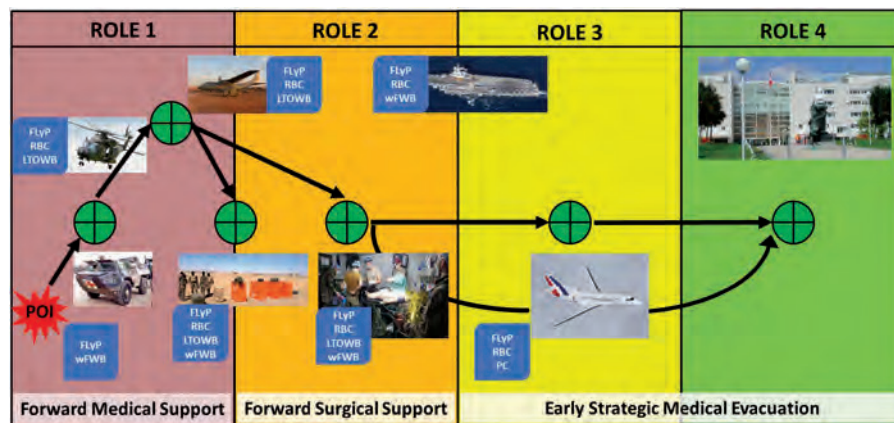 ROLE 1
ROLE 2
ROLE 3
ROLE 4
FLyP
RBC
LTOWB
FLyP
RBC
LTOWB
FLyP
RBC
wFWB
POI
FLyP
wFWB
FLyP
RBC
LTOWB
wFWB
FLyP
RBC
LTOWB
wFWB
FLyP
RBC
PC
Forward Medical Support
Forward Surgical Support
Early Strategic Medical Evacuation